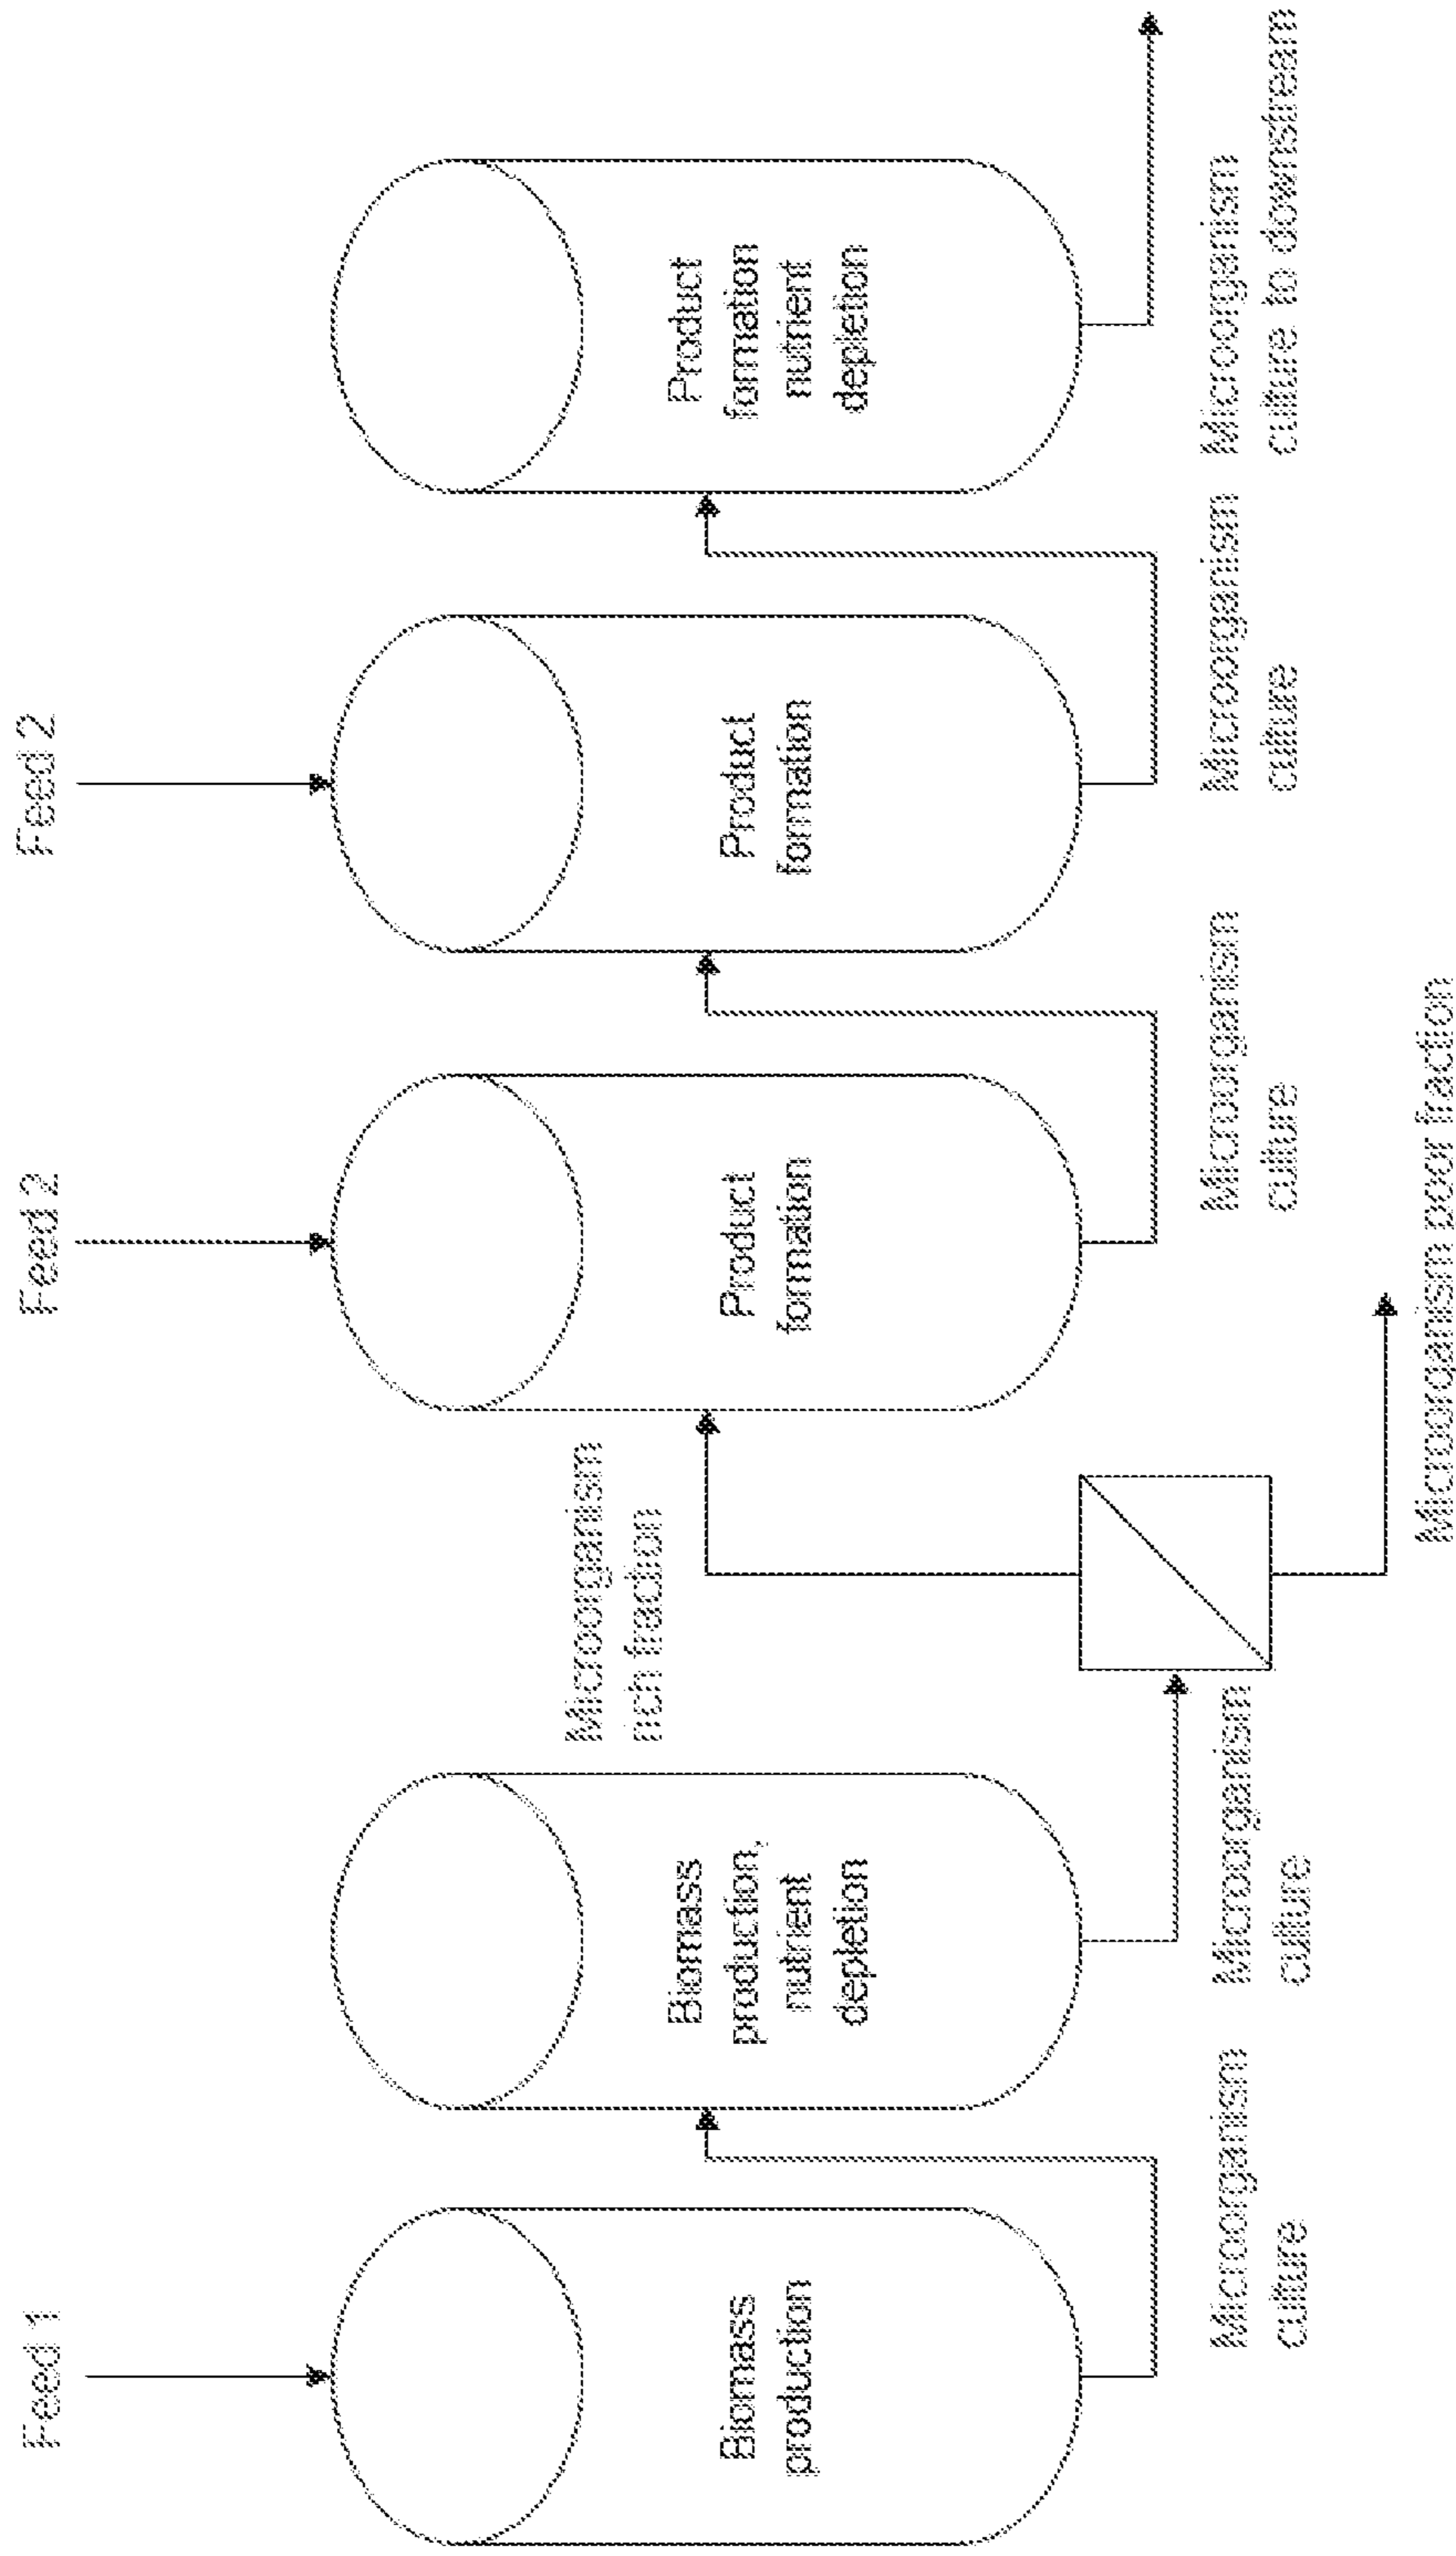 Feed 1
Feed 2
Feed 2
Biomass
production
Biomass
production,
nutrient
depletion
Microorganism
rich fraction
Product
formation
Product
formation
Product
formation
nutrient
depletion
Microorganism
culture
Microorganism
culture
Microorganism
culture
Microorganism
culture
Microorganism
culture to downstream
Microorganism poor fraction